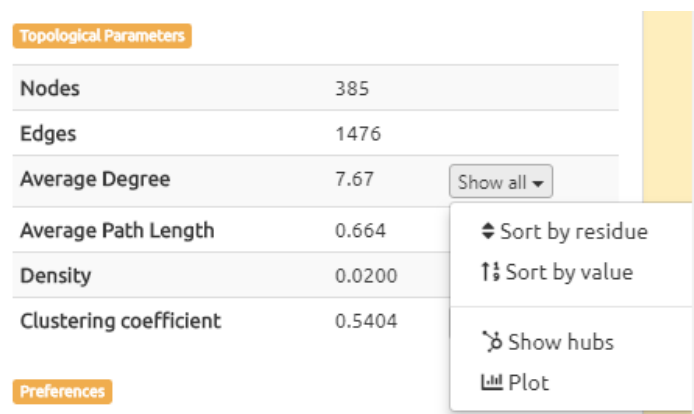 Topological Parameters
Nodes 385
Edges 1476
Average Degree 7.67 Show all
Average Path Length 0.664
Sort by residue
Density 0.0200
Sort by value
Clustering coefficient 0.5404
Show hubs
Plot
Preferences